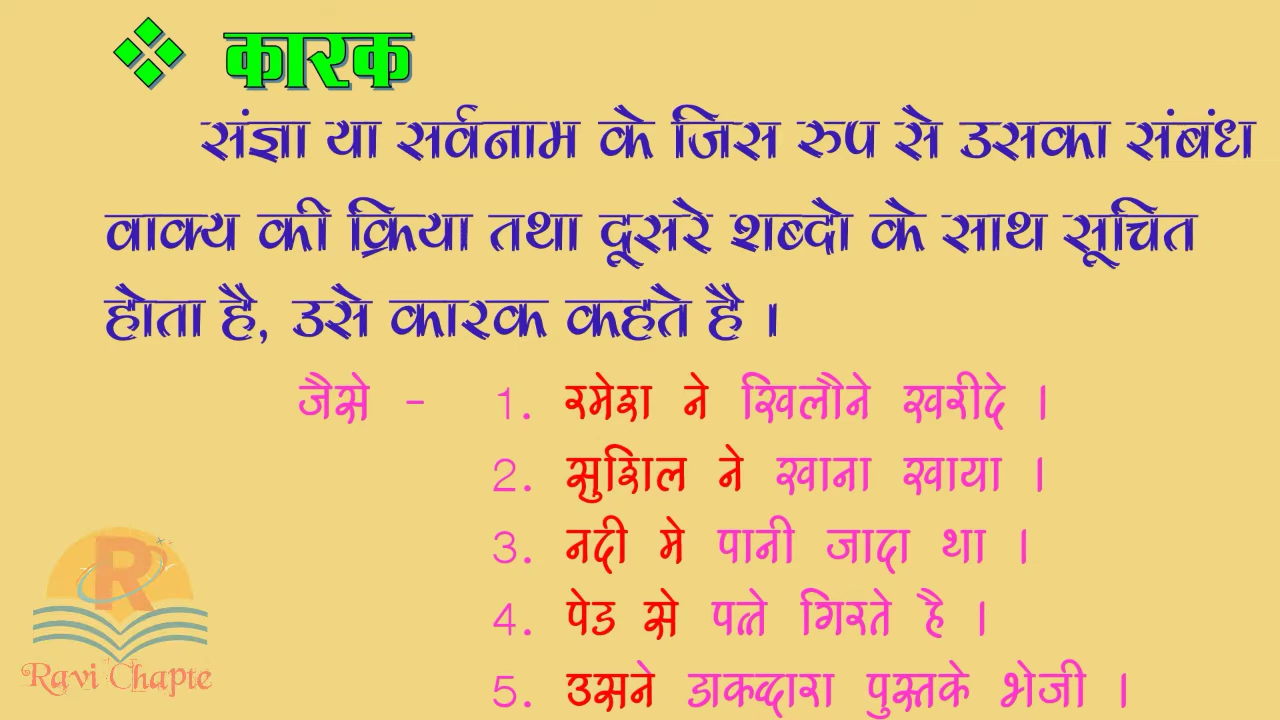 ❖ कारक
संज्ञा या सर्वनाम के जिस रुप से उसका संबंध
वाक्य की क्रिया तथा दूसरे शब्दो के साथ सूचित
होता है, उसे कारक कहते है ।
जैसे - 1. रमेश ने खिलौने खरीदे ।
2. सुशिल ने खाना खाया ।
3. नदी मे पानी जादा था ।
4. पेड से पत्ते गिरते है ।
5. उसने डाकद्वारा पुस्तके भेजी ।
R
Ravi Chapte